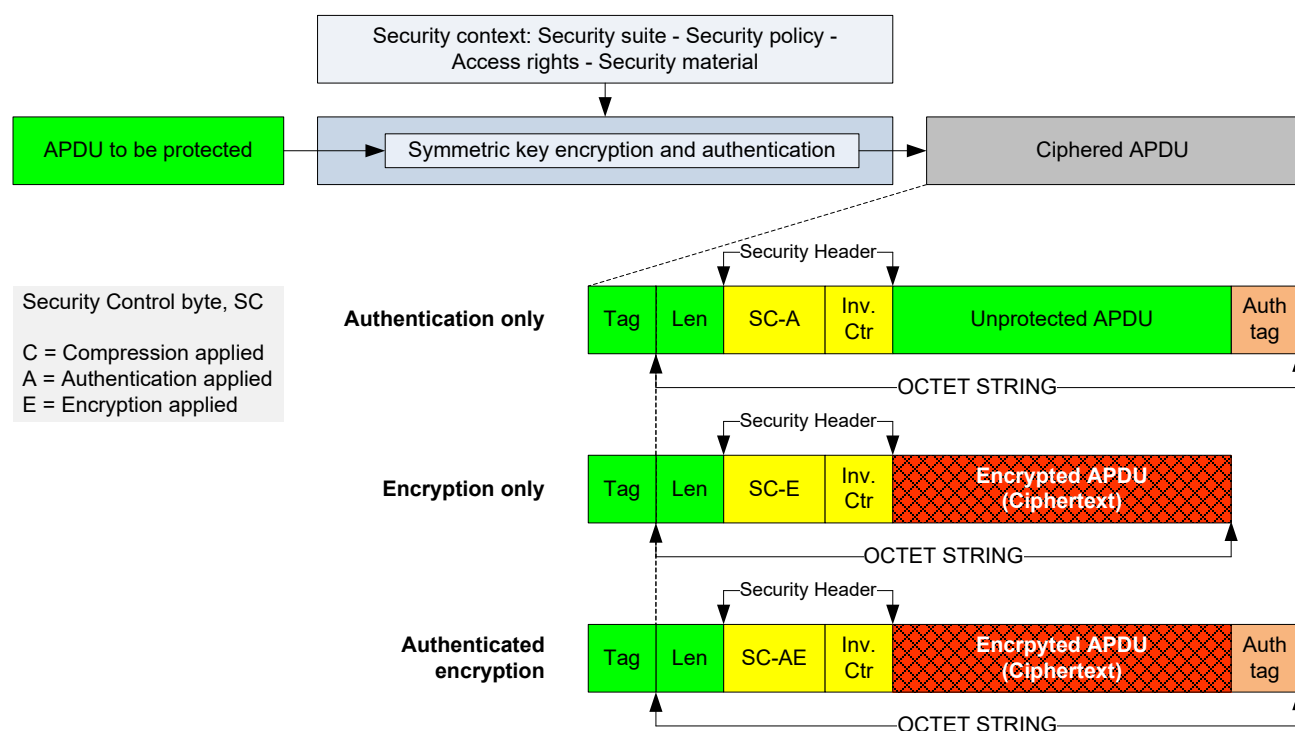 Security context: Security suite - Security policy -
Access rights - Security material
APDU to be protected
Symmetric key encryption and authentication
Ciphered APDU
Security Control byte, SC
C = Compression applied
A = Authentication applied
E = Encryption applied
Security Header
Authentication only
Tag
Len
SC-A
Inv.
Ctr
Unprotected APDU
Auth
tag
OCTET STRING
Security Header
Encryption only
Tag
Len
SC-E
Inv.
Ctr
Encrypted APDU
(Ciphertext)
OCTET STRING
Security Header
Authenticated
encryption
Tag
Len
SC-AE
Inv.
Ctr
Encrpyted APDU
(Ciphertext)
Auth
tag
OCTET STRING